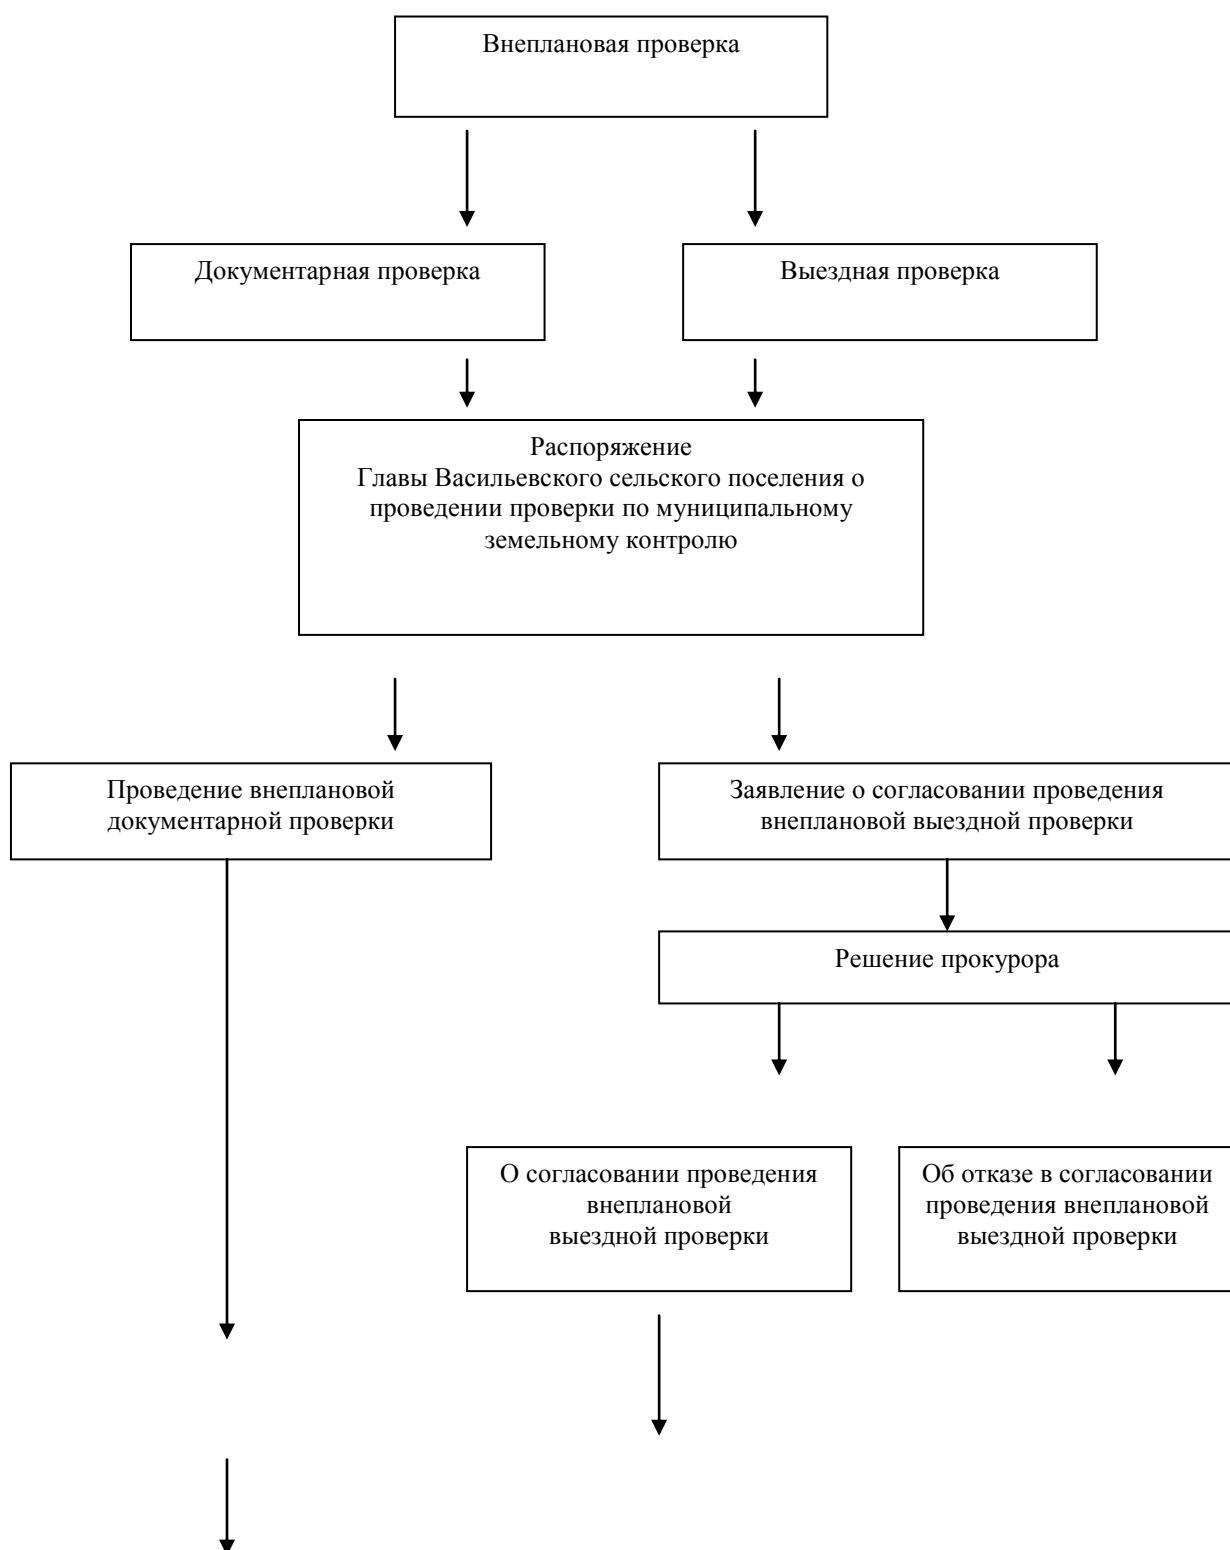 Внеплановая проверка
Документарная проверка
Выездная проверка
Распоряжение
Главы Васильевского сельского поселения о
проведении проверки по муниципальному
земельному контролю
Проведение внеплановой
документарной проверки
Заявление о согласовании проведения
внеплановой выездной проверки
Решение прокурора
О согласовании проведения
внеплановой
выездной проверки
Об отказе в согласовании
проведения внеплановой
выездной проверки